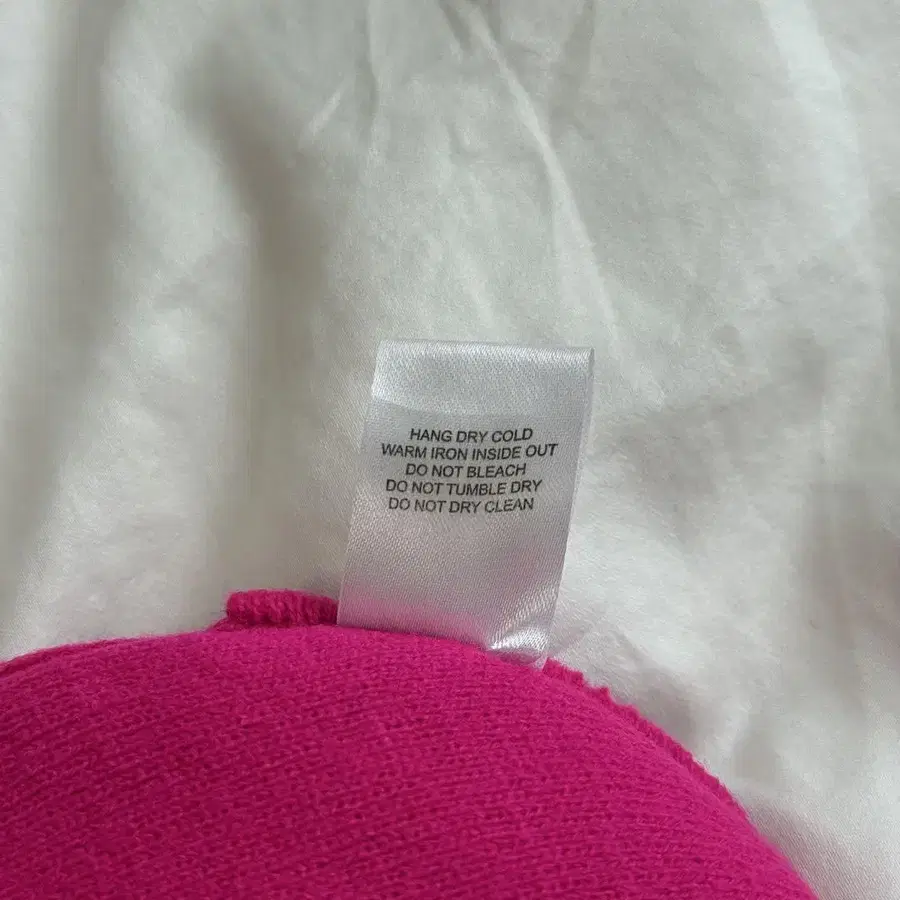 HANG DRY COLD
WARM IRON INSIDE OUT
DO NOT BLEACH
DO NOT TUMBLE DRY
DO NOT DRY CLEAN